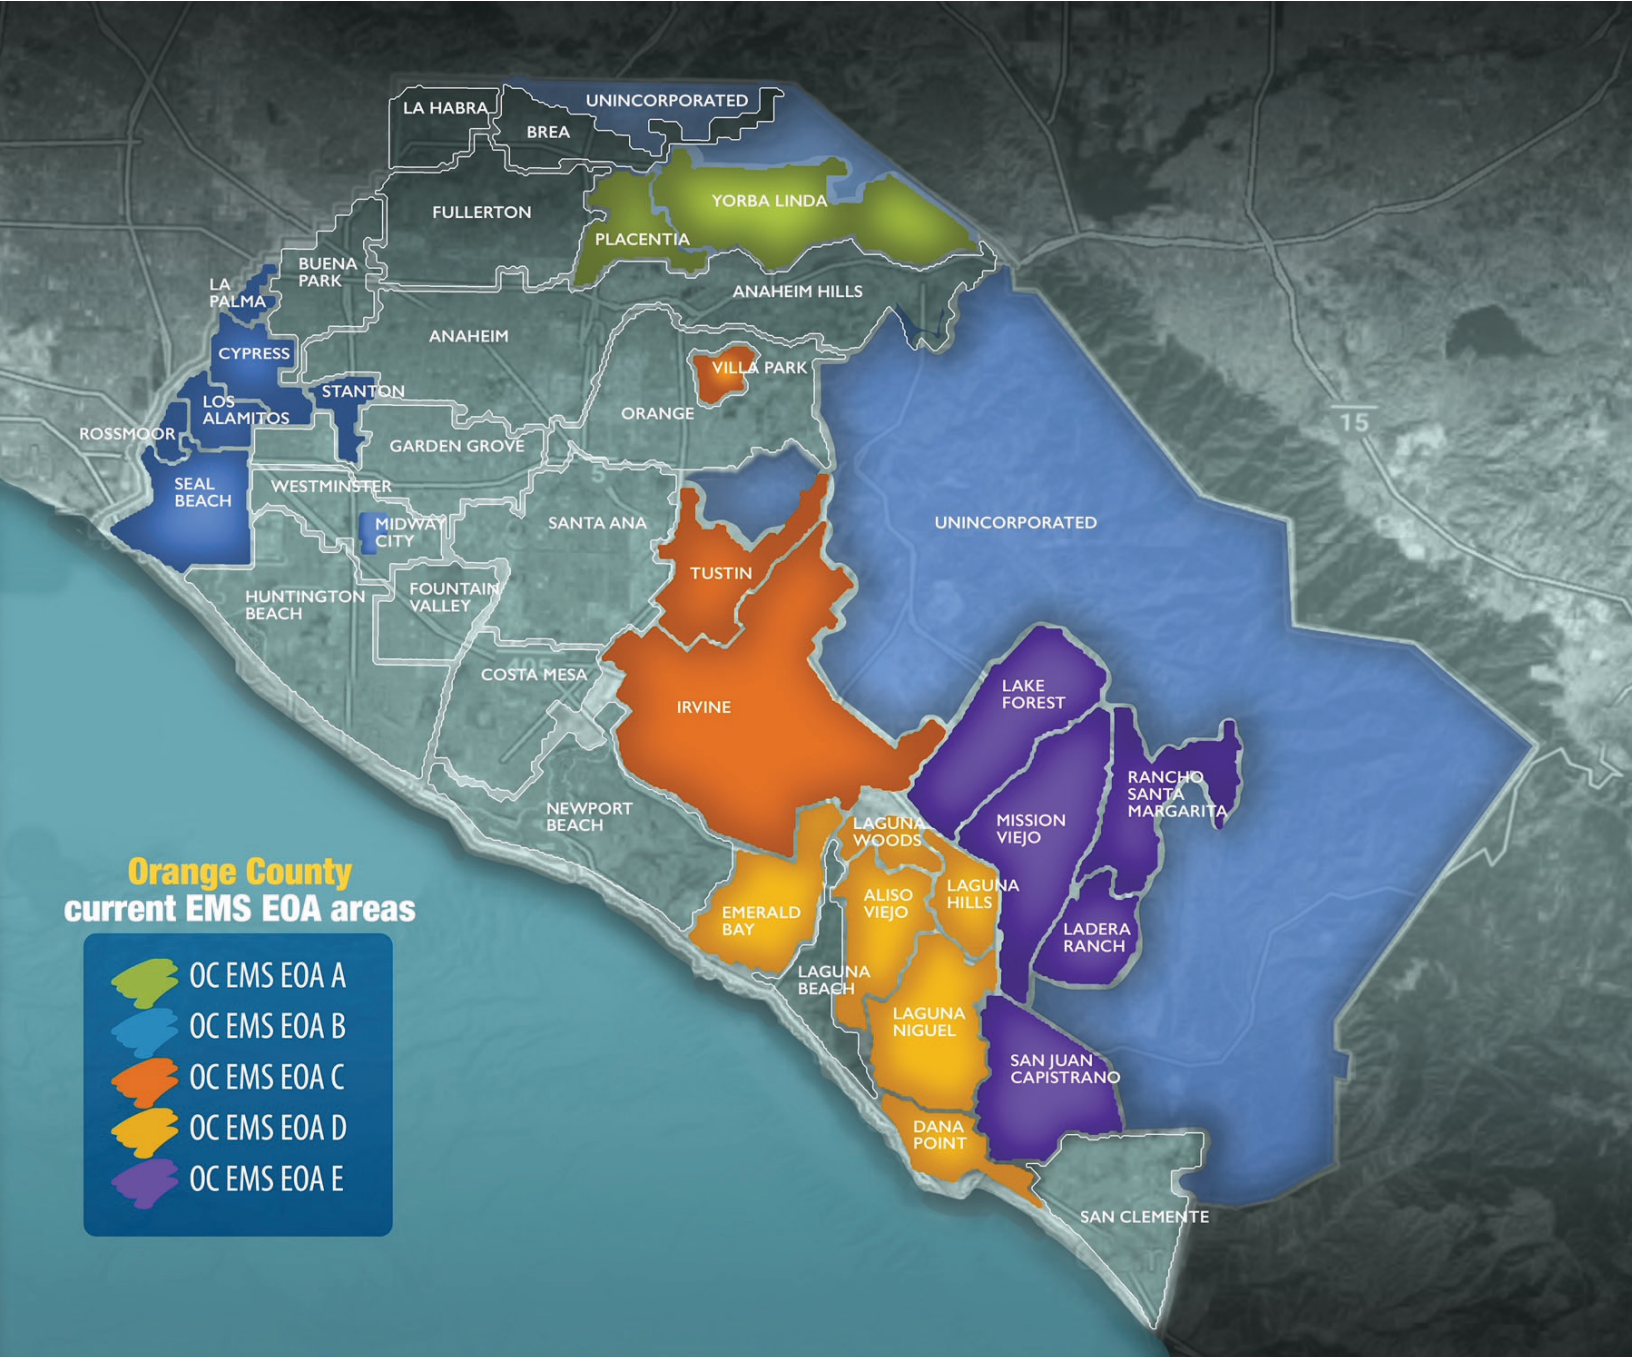 LA HABRA
UNINCORPORATED
BREA
YORBA LINDA
FULLERTON
PLACENTIA
BUENA
PARK
LA
PALMA
ANAHEIM HILLS
ANAHEIM
CYPRESS
VILLA PARK
STANTON
LOS
ALAMITOS
ORANGE
15
ROSSMOOR
GARDEN GROVE
5
SEAL
BEACH
WESTMINSTER
MIDWAY
CITY
SANTA ANA
UNINCORPORATED
TUSTIN
HUNTINGTON
BEACH
FOUNTAIN
VALLEY
405
COSTA MESA
IRVINE
LAKE
FOREST
RANCHO
SANTA
MARGARITA
NEWPORT
BEACH
LAGUNA
WOODS
MISSION
VIEJO
ALISO
VIEJO
LAGUNA
HILLS
EMERALD
BAY
LADERA
RANCH
LAGUNA
BEACH
LAGUNA
NIGUEL
SAN JUAN
CAPISTRANO
DANA
POINT
SAN CLEMENTE
Orange County
current EMS EOA areas
OC EMS EOA A
OC EMS EOA B
OC EMS EOA C
OC EMS EOA D
OC EMS EOA E